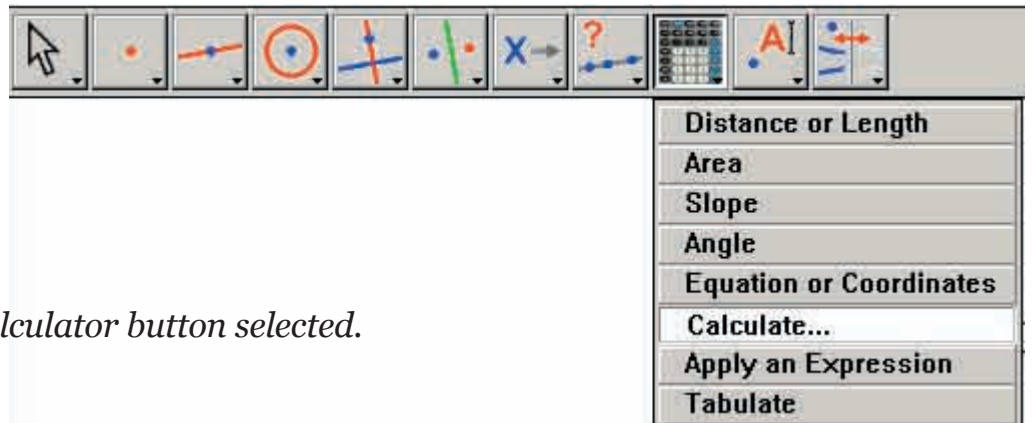 X
?
A
Distance or Length
Area
Slope
Angle
Equation or Coordinates
lculator button selected.
Calculate...
Apply an Expression
Tabulate